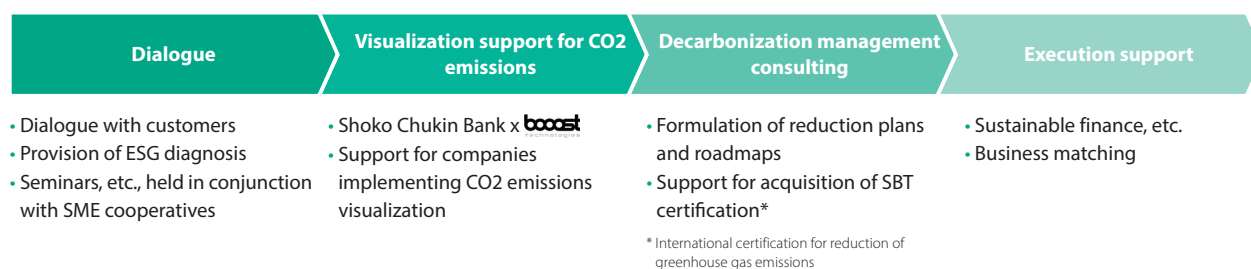 Dialogue
Visualization support for CO2
emissions
Decarbonization management
consulting
Execution support
• Dialogue with customers
• Provision of ESG diagnosis
• Seminars, etc., held in conjunction
with SME cooperatives
• Shoko Chukin Bank x booost
technologies
• Support for companies
implementing CO2 emissions
visualization
• Formulation of reduction plans
and roadmaps
• Support for acquisition of SBT
certification*
* International certification for reduction of
greenhouse gas emissions
• Sustainable finance, etc.
• Business matching